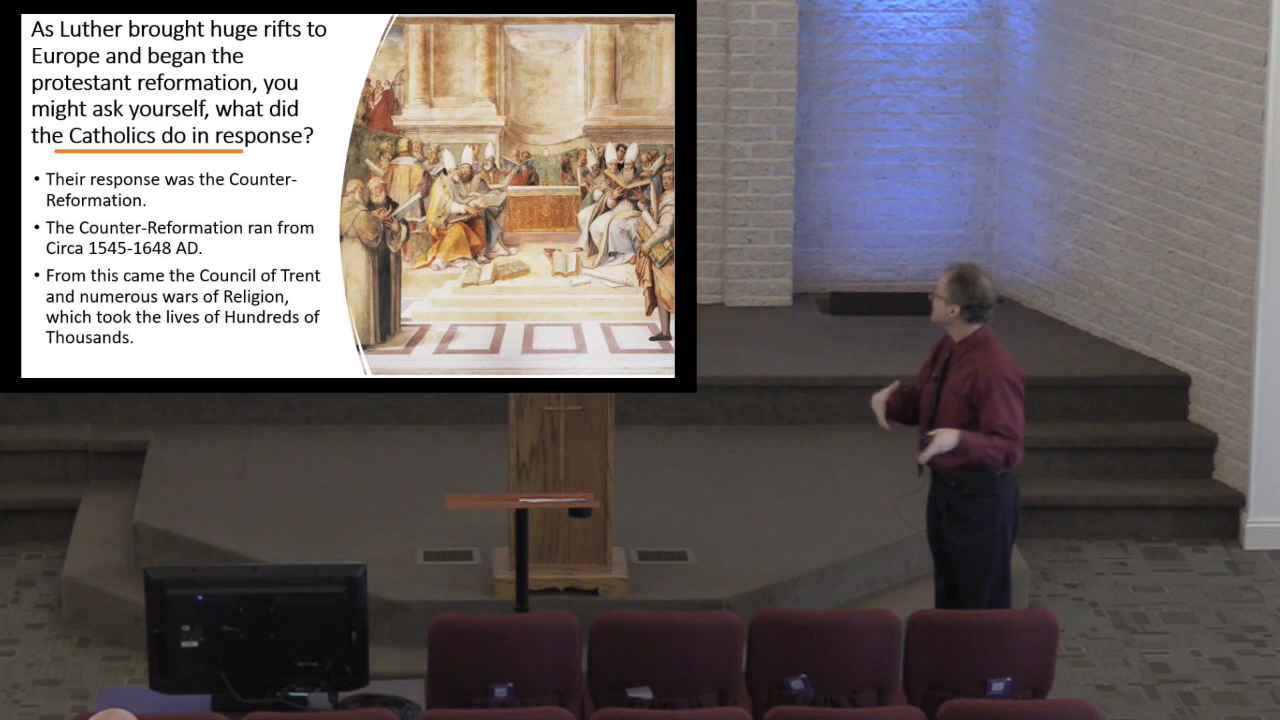 As Luther brought huge rifts to
Europe and began the
protestant reformation, you
might ask yourself, what did
the Catholics do in response?
• Their response was the Counter-
Reformation.
• The Counter-Reformation ran from
Circa 1545-1648 AD.
• From this came the Council of Trent
and numerous wars of Religion,
which took the lives of Hundreds of
Thousands.